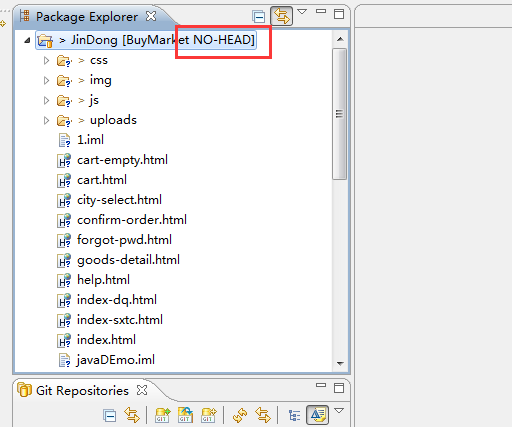 Package Explorer
> JinDong [BuyMarket NO-HEAD]
> css
> img
> js
> uploads
1.iml
cart-empty.html
cart.html
city-select.html
confirm-order.html
forgot-pwd.html
goods-detail.html
help.html
index-dq.html
index-sxtc.html
index.html
javaDEmo.iml
Git Repositories